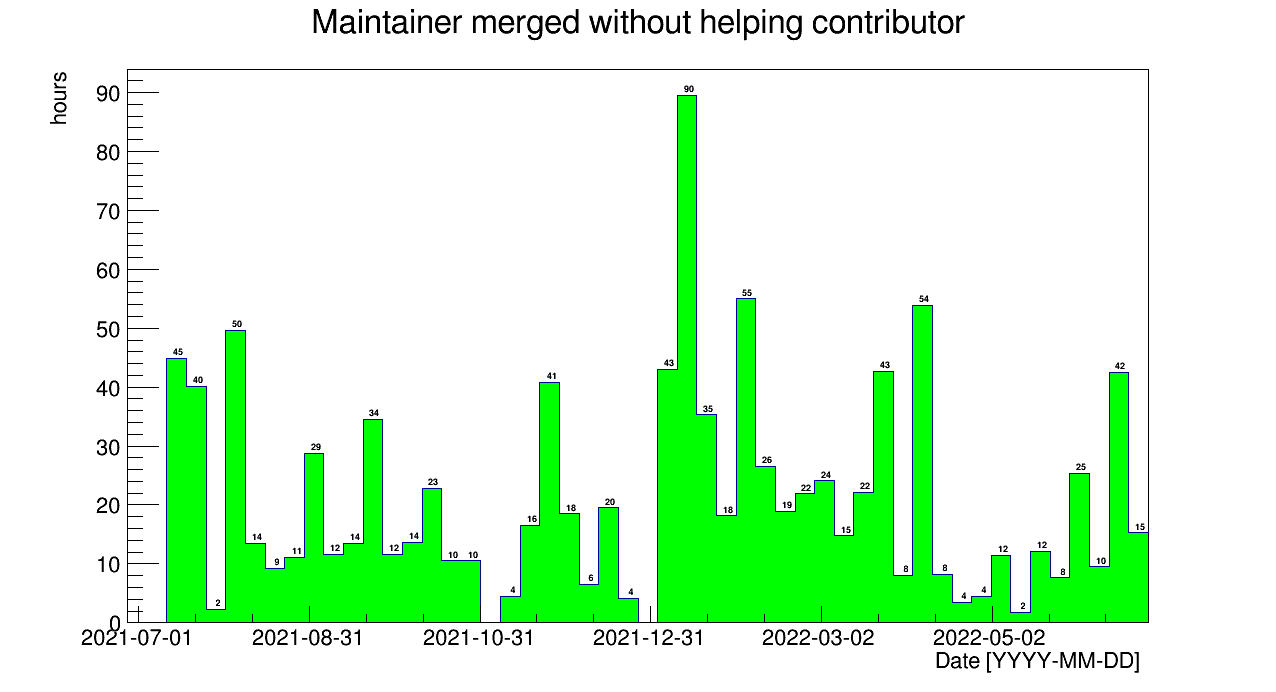 Maintainer merged without helping contributor
hours
90
80
70
60
50
40
30
20
10
0
45 40 2 50 14 9 11 29 12 14 34 12 14 23 10 10 4 16 41 18 6 20 4 43 90 35 18 55 26 19 22 24 15 22 43 8 54 8 4 4 12 2 12 8 25 10 42 15
2021-07-01 2021-08-31 2021-10-31 2021-12-31 2022-03-02 2022-05-02
Date [YYYY-MM-DD]